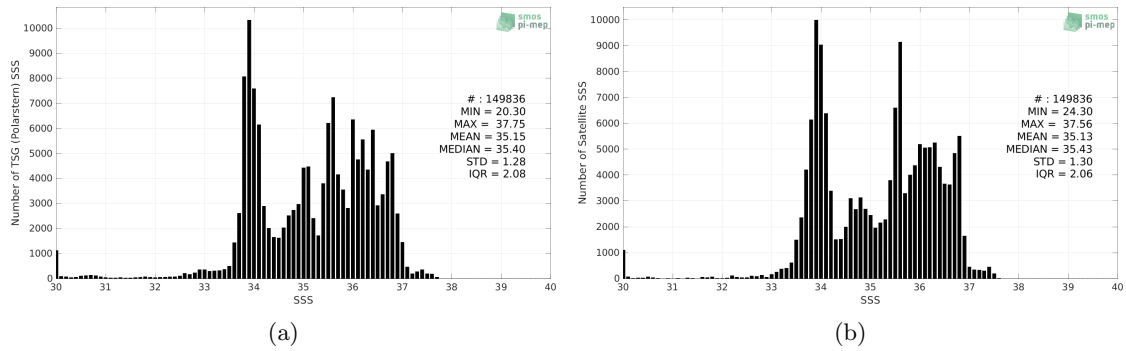 Number of TSG (Polarstern) SSS
10000
9000
8000
7000
6000
5000
4000
3000
2000
1000
0
30 31 32 33 34 35 36 37 38 39 40
SSS
smos
pi-mep
# : 149836
MIN = 20.30
MAX = 37.75
MEAN = 35.15
MEDIAN = 35.40
STD = 1.28
IQR = 2.08
(a)
Number of Satellite SSS
10000
9000
8000
7000
6000
5000
4000
3000
2000
1000
0
30 31 32 33 34 35 36 37 38 39 40
SSS
smos
pi-mep
# : 149836
MIN = 24.30
MAX = 37.56
MEAN = 35.13
MEDIAN = 35.43
STD = 1.30
IQR = 2.06
(b)